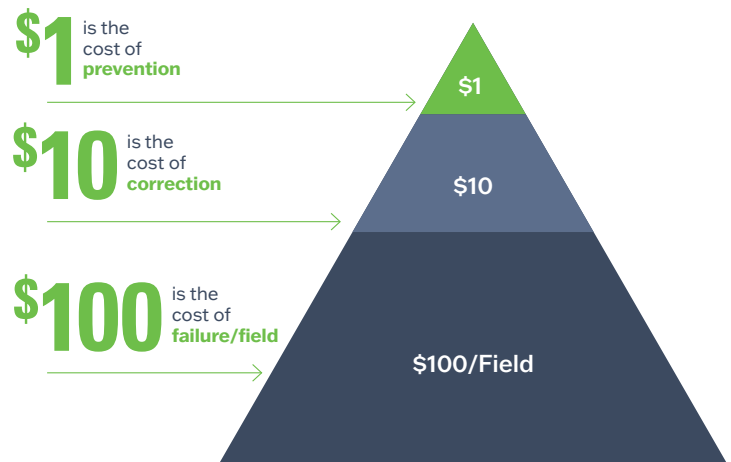 $1 is the
cost of
prevention
$10 is the
cost of
correction
$100 is the
cost of
failure/field
$1
$10
$100/Field